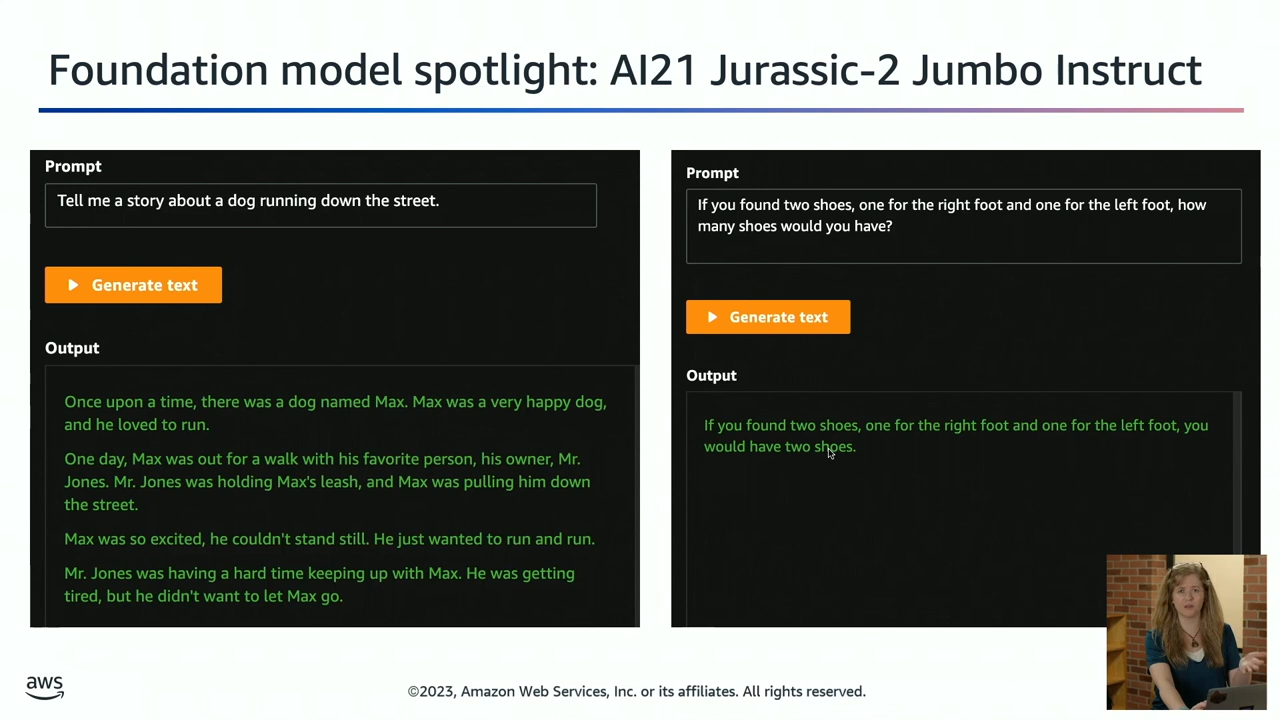 Foundation model spotlight: AI21 Jurassic-2 Jumbo Instruct
Prompt
Tell me a story about a dog running down the street.
Generate text
Output
Once upon a time, there was a dog named Max. Max was a very happy dog,
and he loved to run.
One day, Max was out for a walk with his favorite person, his owner, Mr.
Jones. Mr. Jones was holding Max's leash, and Max was pulling him down
the street.
Max was so excited, he couldn't stand still. He just wanted to run and run.
Mr. Jones was having a hard time keeping up with Max. He was getting
tired, but he didn't want to let Max go.
Prompt
If you found two shoes, one for the right foot and one for the left foot, how
many shoes would you have?
Generate text
Output
If you found two shoes, one for the right foot and one for the left foot, you
would have two shoes.
aws
©2023, Amazon Web Services, Inc. or its affiliates. All rights reserved.